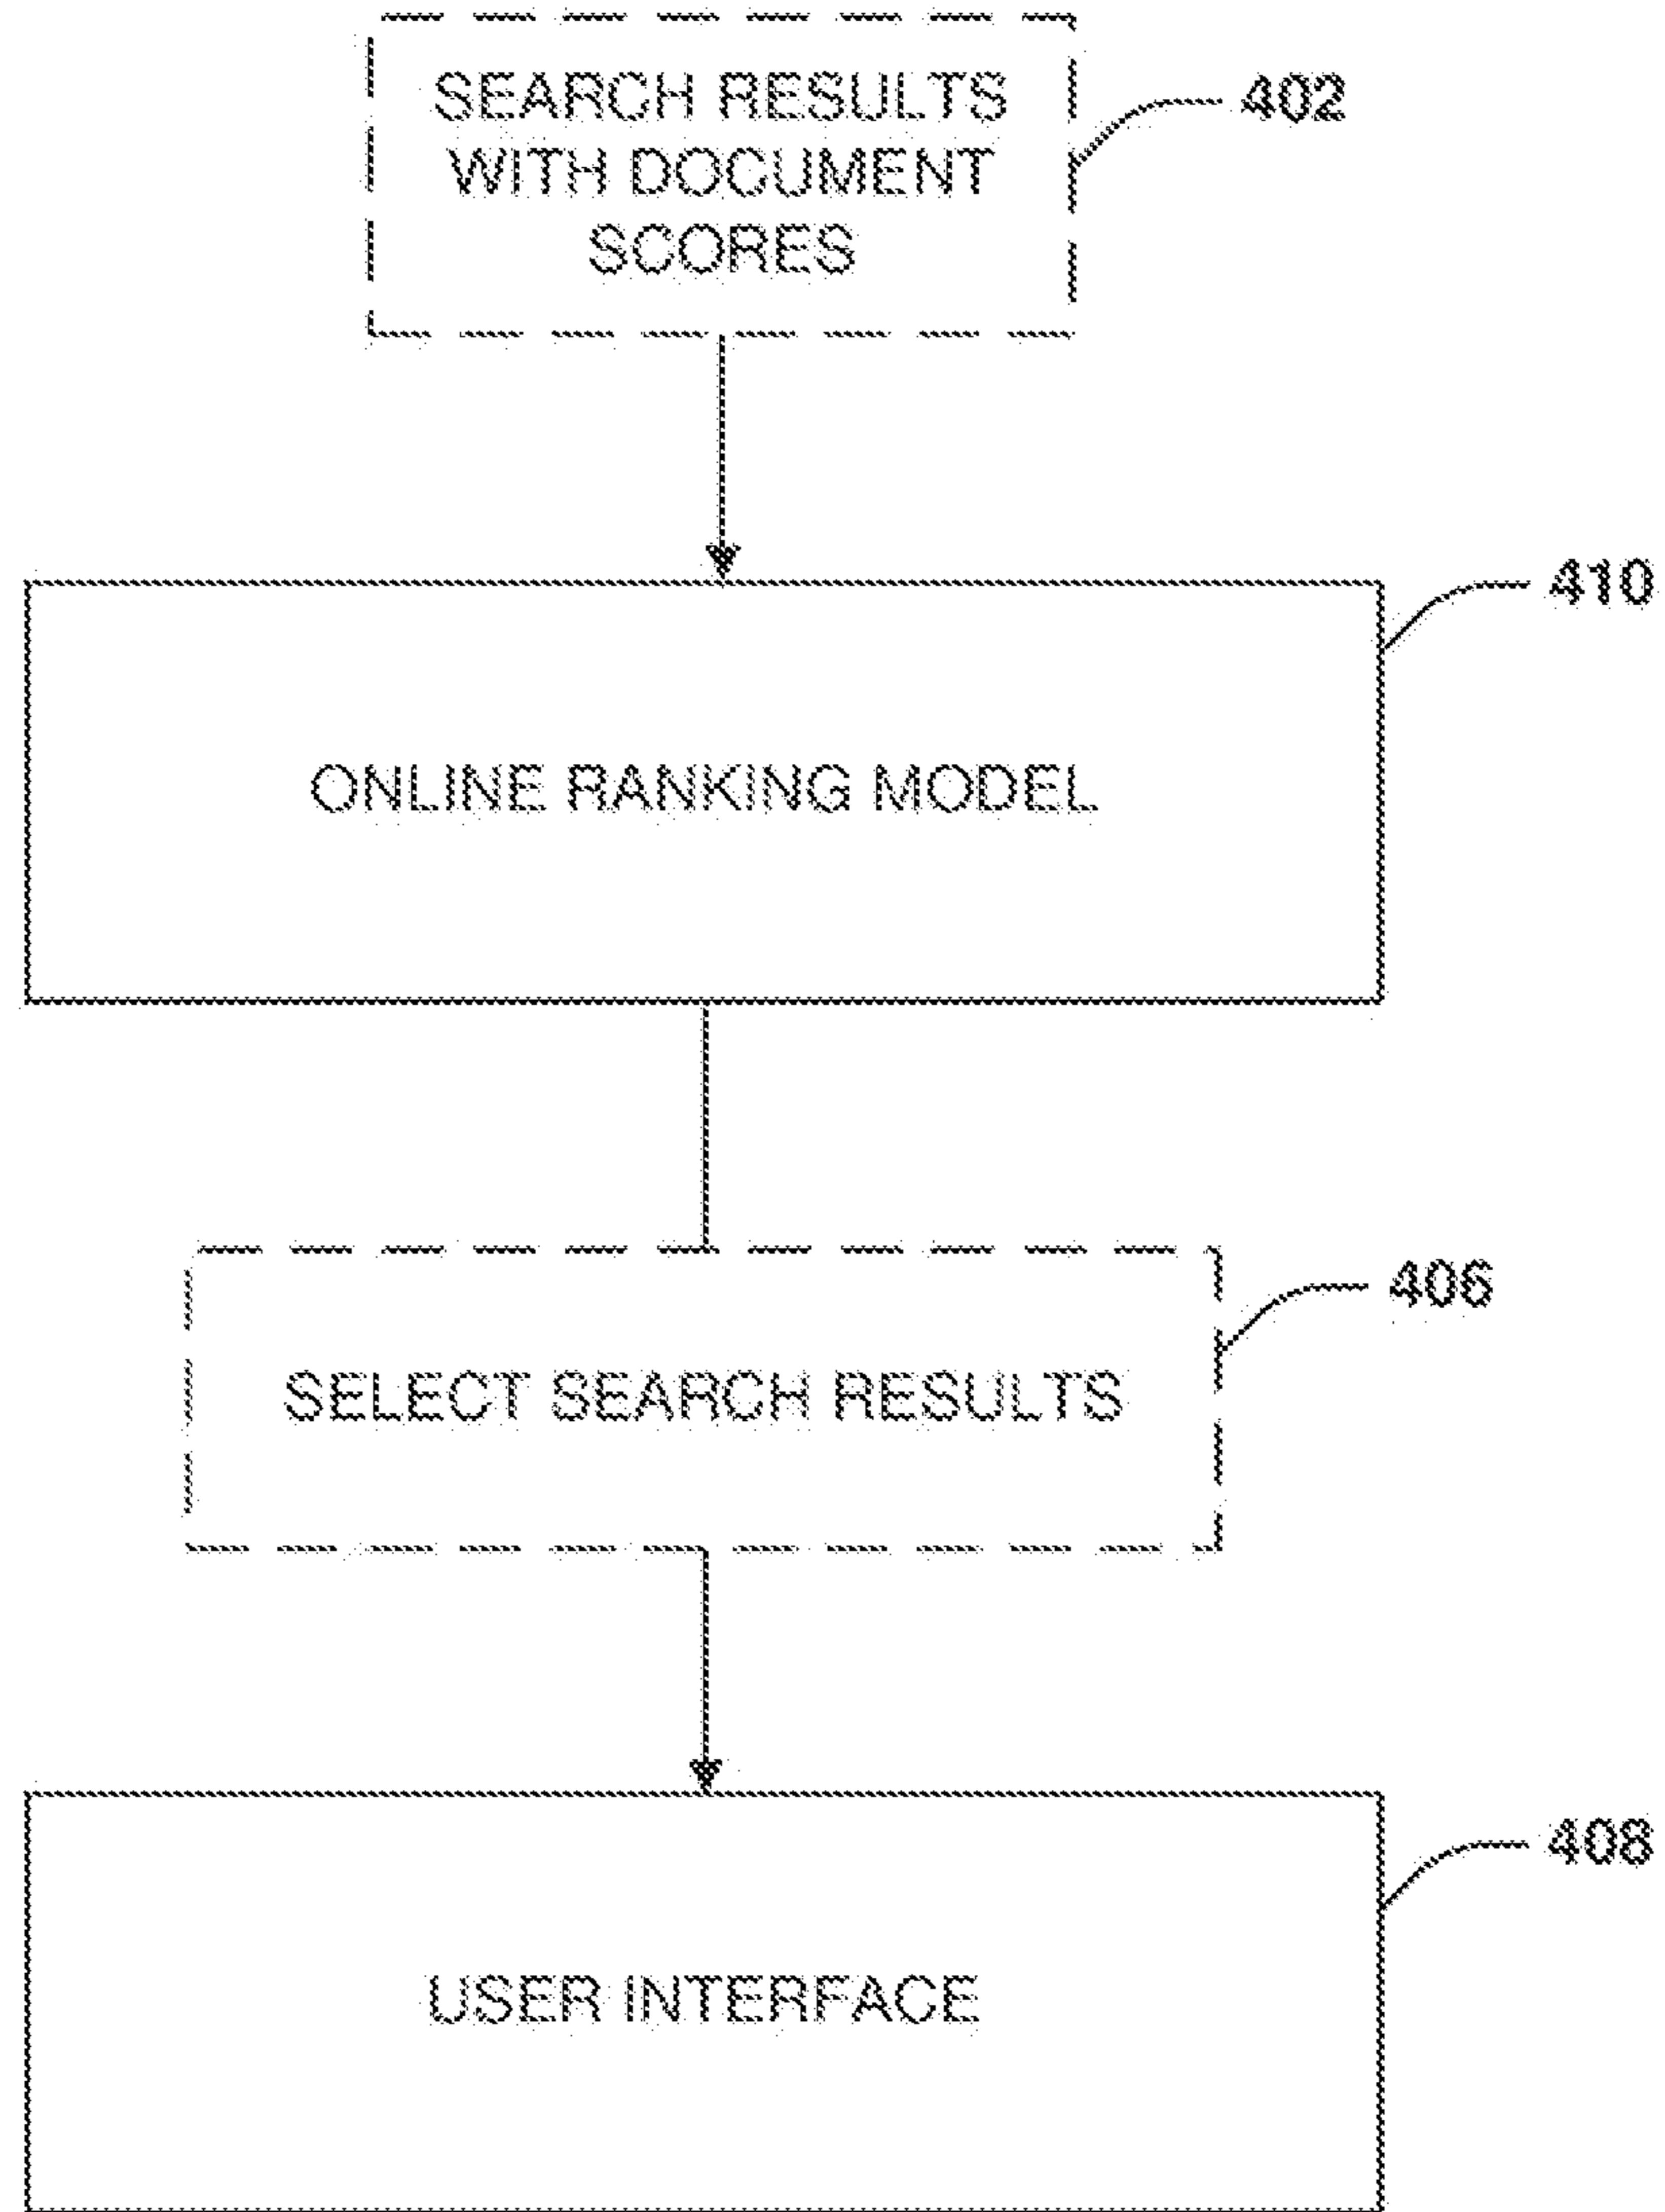 SEARCH RESULTS
WITH DOCUMENT
SCORES
402
410
ONLINE RANKING MODEL
406
SELECT SEARCH RESULTS
408
USER INTERFACE